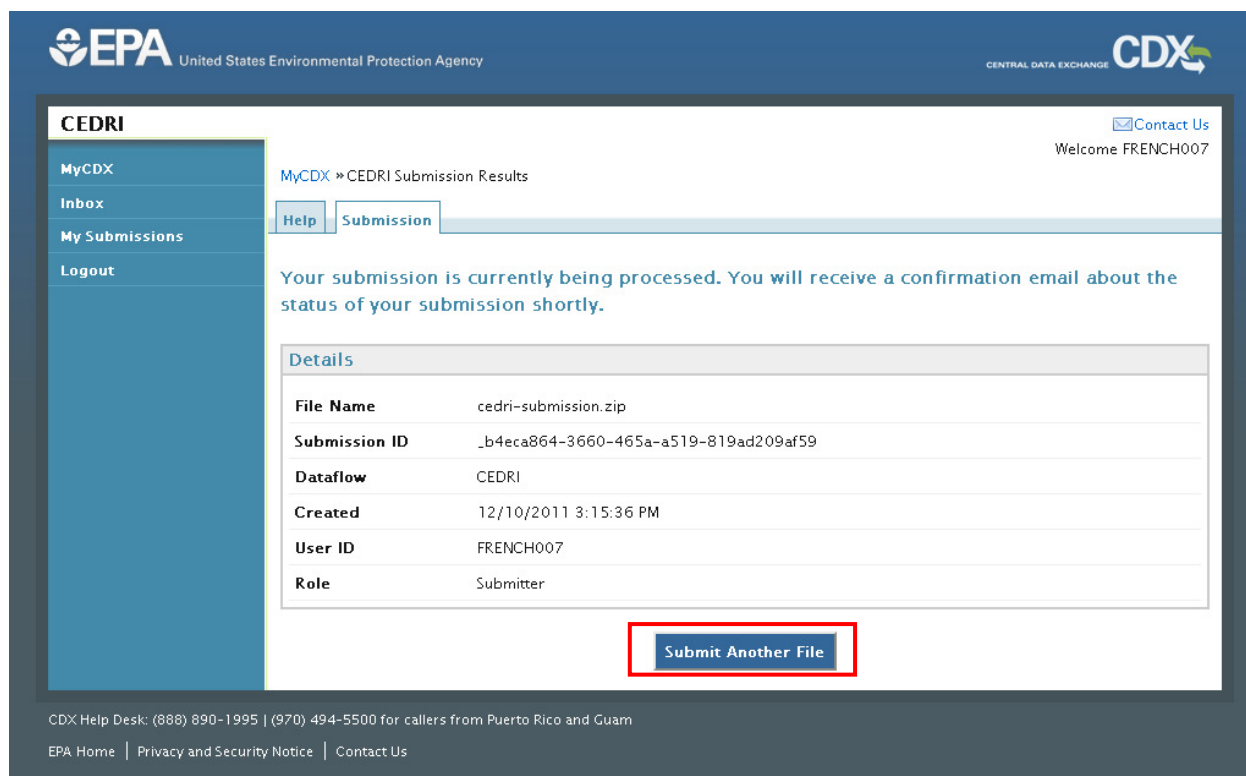 EPA United States Environmental Protection Agency
CENTRAL DATA EXCHANGE CDX
CEDRI
Contact Us
Welcome FRENCH007
MyCDX
Inbox
My Submissions
Logout
MyCDX » CEDRI Submission Results
Help Submission
Your submission is currently being processed. You will receive a confirmation email about the
status of your submission shortly.
Details
File Name cedri-submission.zip
Submission ID _b4eca864-3660-465a-a519-819ad209af59
Dataflow CEDRI
Created 12/10/2011 3:15:36 PM
User ID FRENCH007
Role Submitter
Submit Another File
CDX Help Desk: (888) 890-1995 | (970) 494-5500 for callers from Puerto Rico and Guam
EPA Home | Privacy and Security Notice | Contact Us